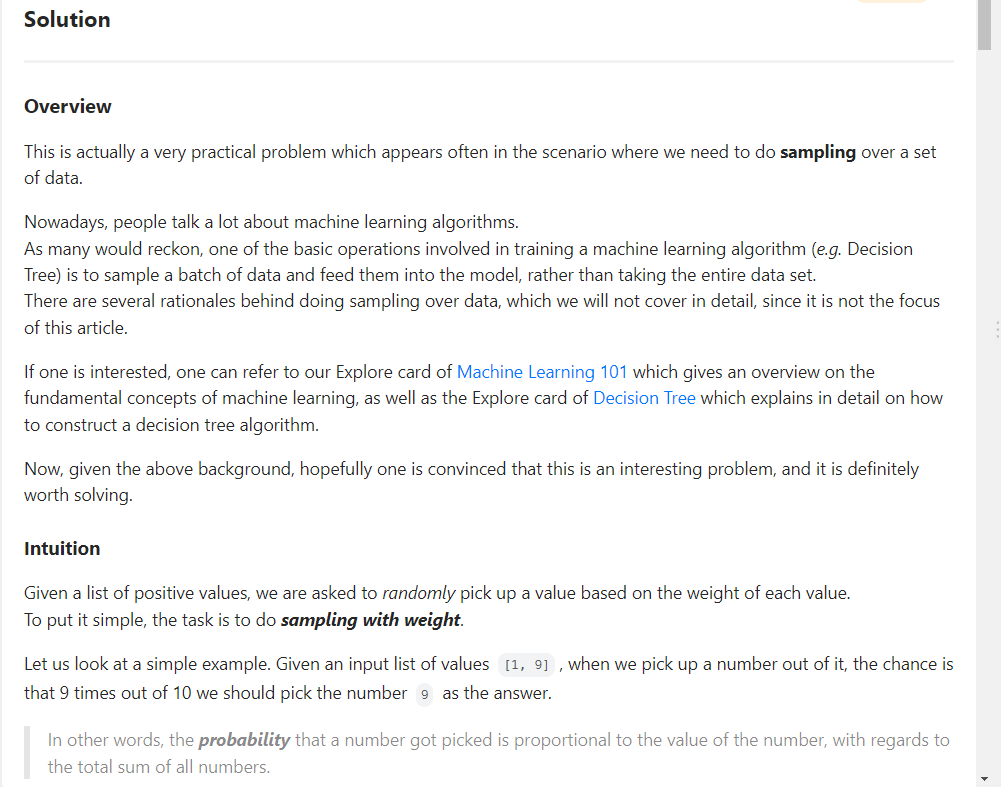 Solution
Overview
This is actually a very practical problem which appears often in the scenario where we need to do sampling over a set
of data.
Nowadays, people talk a lot about machine learning algorithms.
As many would reckon, one of the basic operations involved in training a machine learning algorithm (e.g. Decision
Tree) is to sample a batch of data and feed them into the model, rather than taking the entire data set.
There are several rationales behind doing sampling over data, which we will not cover in detail, since it is not the focus
of this article.
If one is interested, one can refer to our Explore card of Machine Learning 101 which gives an overview on the
fundamental concepts of machine learning, as well as the Explore card of Decision Tree which explains in detail on how
to construct a decision tree algorithm.
Now, given the above background, hopefully one is convinced that this is an interesting problem, and it is definitely
worth solving.
Intuition
Given a list of positive values, we are asked to randomly pick up a value based on the weight of each value.
To put it simple, the task is to do sampling with weight.
Let us look at a simple example. Given an input list of values [1, 9] , when we pick up a number out of it, the chance is
that 9 times out of 10 we should pick the number 9 as the answer.
In other words, the probability that a number got picked is proportional to the value of the number, with regards to
the total sum of all numbers.